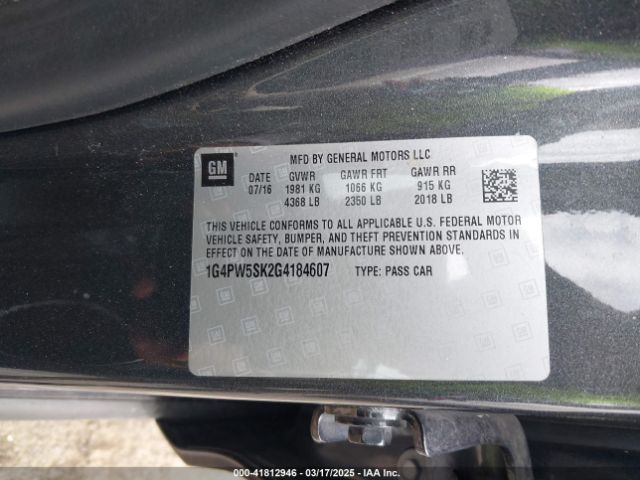 GM
MFD BY GENERAL MOTORS LLC
DATE GVWR GAWR FRT GAWR RR
07/16 1981 KG 1066 KG 915 KG
4368 LB 2350 LB 2018 LB
THIS VEHICLE CONFORMS TO ALL APPLICABLE U.S. FEDERAL MOTOR
VEHICLE SAFETY, BUMPER, AND THEFT PREVENTION STANDARDS IN
EFFECT ON THE DATE OF MANUFACTURE SHOWN ABOVE.
1G4PW5SK2G4184607 TYPE: PASS CAR
000-41812946 - 03/17/2025 - IAA Inc.